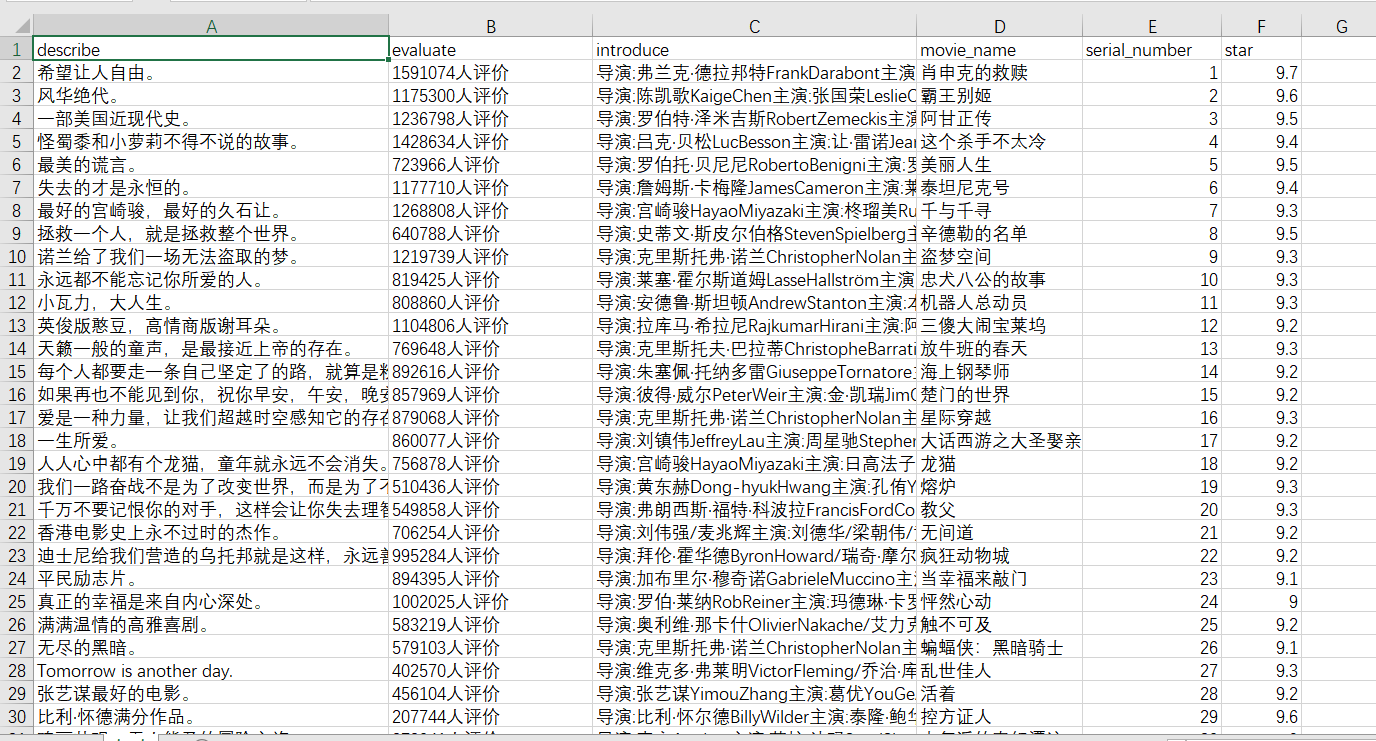 A B C D E F G
1 describe evaluate introduce movie_name serial_number star
2 希望让人自由。 1591074人评价 导演:弗兰克·德拉邦特FrankDarabont主演 肖申克的救赎 1 9.7
3 风华绝代。 1175300人评价 导演:陈凯歌KaigeChen主演:张国荣Leslie 霸王别姬 2 9.6
4 一部美国近现代史。 1236798人评价 导演:罗伯特·泽米吉斯RobertZemeckis主演 阿甘正传 3 9.5
5 怪蜀黍和小萝莉不得不说的故事。 1428634人评价 导演:吕克·贝松LucBesson主演:让·雷诺Jea 这个杀手不太冷 4 9.4
6 最美的谎言。 723966人评价 导演:罗伯托·贝尼尼RobertoBenigni主演: 美丽人生 5 9.5
7 失去的才是永恒的。 1177710人评价 导演:詹姆斯·卡梅隆JamesCameron主演: 泰坦尼克号 6 9.4
8 最好的宫崎骏，最好的久石让。 1268808人评价 导演:宫崎骏HayaoMiyazaki主演:柊瑠美Ru 千与千寻 7 9.3
9 拯救一个人，就是拯救整个世界。 640788人评价 导演:史蒂文·斯皮尔伯格StevenSpielberg 辛德勒的名单 8 9.5
10 诺兰给了我们一场无法盗取的梦。 1219739人评价 导演:克里斯托夫·诺兰ChristopherNolan主 盗梦空间 9 9.3
11 永远都不能忘记你所爱的人。 819425人评价 导演:莱塞·霍尔斯道姆LasseHallström主演 忠犬八公的故事 10 9.3
12 小瓦力，大人生。 808860人评价 导演:安德鲁·斯坦顿AndrewStanton主演: 机器人总动员 11 9.3
13 英俊版憨豆，高情商版谢耳朵。 1104806人评价 导演:拉库马·希拉尼RajkumarHirani主演:阿 三傻大闹宝莱坞 12 9.2
14 天籁一般的童声，是最接近上帝的存在。 769648人评价 导演:克里斯托夫·巴拉蒂ChristopheBarrati 放牛班的春天 13 9.3
15 每个人都要走一条自己坚定了的路，就算是 892616人评价 导演:朱塞佩·托纳多雷GiuseppeTornatore 海上钢琴师 14 9.2
16 如果再也不能见到你，祝你早安，午安，晚安 857969人评价 导演:彼得·威尔PeterWeir主演:金·凯瑞Jim 楚门的世界 15 9.2
17 爱是一种力量，让我们超越时空感知它的存在 879068人评价 导演:克里斯托弗·诺兰ChristopherNolan主 星际穿越 16 9.3
18 一生所爱。 860077人评价 导演:刘镇伟JeffreyLau主演:周星驰Stephe 大话西游之大圣娶亲 17 9.2
19 人人心中都有个龙猫，童年就永远不会消失。 756878人评价 导演:宫崎骏HayaoMiyazaki主演:日高法子 龙猫 18 9.2
20 我们一路奋战不是为了改变世界，而是为了不 510436人评价 导演:黄东赫Dong-hyukHwang主演:孔侑Y 熔炉 19 9.3
21 千万不要记恨你的对手，这样会让你失去理智 549858人评价 导演:弗朗西斯·福特·科波拉FrancisFordCo 教父 20 9.3
22 香港电影史上永不过时的杰作。 706254人评价 导演:刘伟强/麦兆辉主演:刘德华/梁朝伟/ 无间道 21 9.2
23 迪士尼给我们营造的乌托邦就是这样，永远善 995284人评价 导演:拜伦·霍华德ByronHoward/瑞奇·摩尔 疯狂动物城 22 9.2
24 平民励志片。 894395人评价 导演:加布里尔·穆奇诺GabrieleMuccino主 当幸福来敲门 23 9.1
25 真正的幸福是来自内心深处。 1002025人评价 导演:罗伯·莱纳RobReiner主演:玛德琳·卡罗 怦然心动 24 9
26 满满温情的高雅喜剧。 583219人评价 导演:奥利维·那卡什OlivierNakache/艾力克 触不可及 25 9.2
27 无尽的黑暗。 579103人评价 导演:克里斯托弗·诺兰ChristopherNolan主 蝙蝠侠：黑暗骑士 26 9.1
28 Tomorrow is another day. 402570人评价 导演:维克多·弗莱明VictorFleming/乔治·库 乱世佳人 27 9.3
29 张艺谋最好的电影。 456104人评价 导演:张艺谋YimouZhang主演:葛优YouGe 活着 28 9.2
30 比利·怀德满分作品。 207744人评价 导演:比利·怀尔德BillyWilder主演:泰隆·鲍华 控方证人 29 9.6